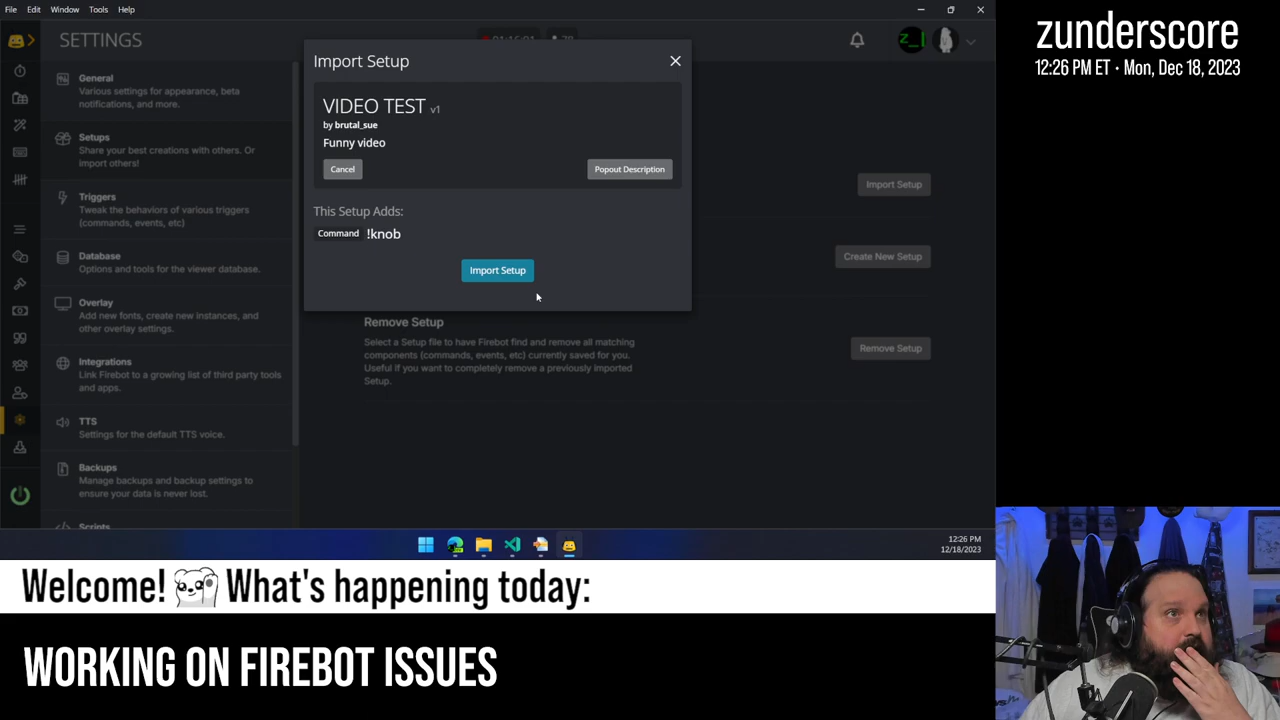 File Edit Window Tools Help
SETTINGS
General
Various settings for appearance, beta
notifications, and more.
Setups
Share your best creations with others. Or
import others!
Triggers
Tweak the behaviors of various triggers
(commands, events, etc)
Database
Options and tools for the viewer database.
Overlay
Add new fonts, create new instances, and
other overlay settings.
Integrations
Link Firebot to a growing list of third party tools
and apps.
TTS
Settings for the default TTS voice.
Backups
Manage backups and backup settings to
ensure your data is never lost.
Scripts
Import Setup
VIDEO TEST v1
by brutal_sue
Funny video
Cancel
Popout Description
This Setup Adds:
Command !knob
Import Setup
Import Setup
Create New Setup
Remove Setup
Select a Setup file to have Firebot find and remove all matching
components (commands, events, etc) currently saved for you.
Useful if you want to completely remove a previously imported
Setup.
Remove Setup
z_
12:26 PM
12/18/2023
zunderscore
12:26 PM ET · Mon, Dec 18, 2023
Welcome! What's happening today:
WORKING ON FIREBOT ISSUES